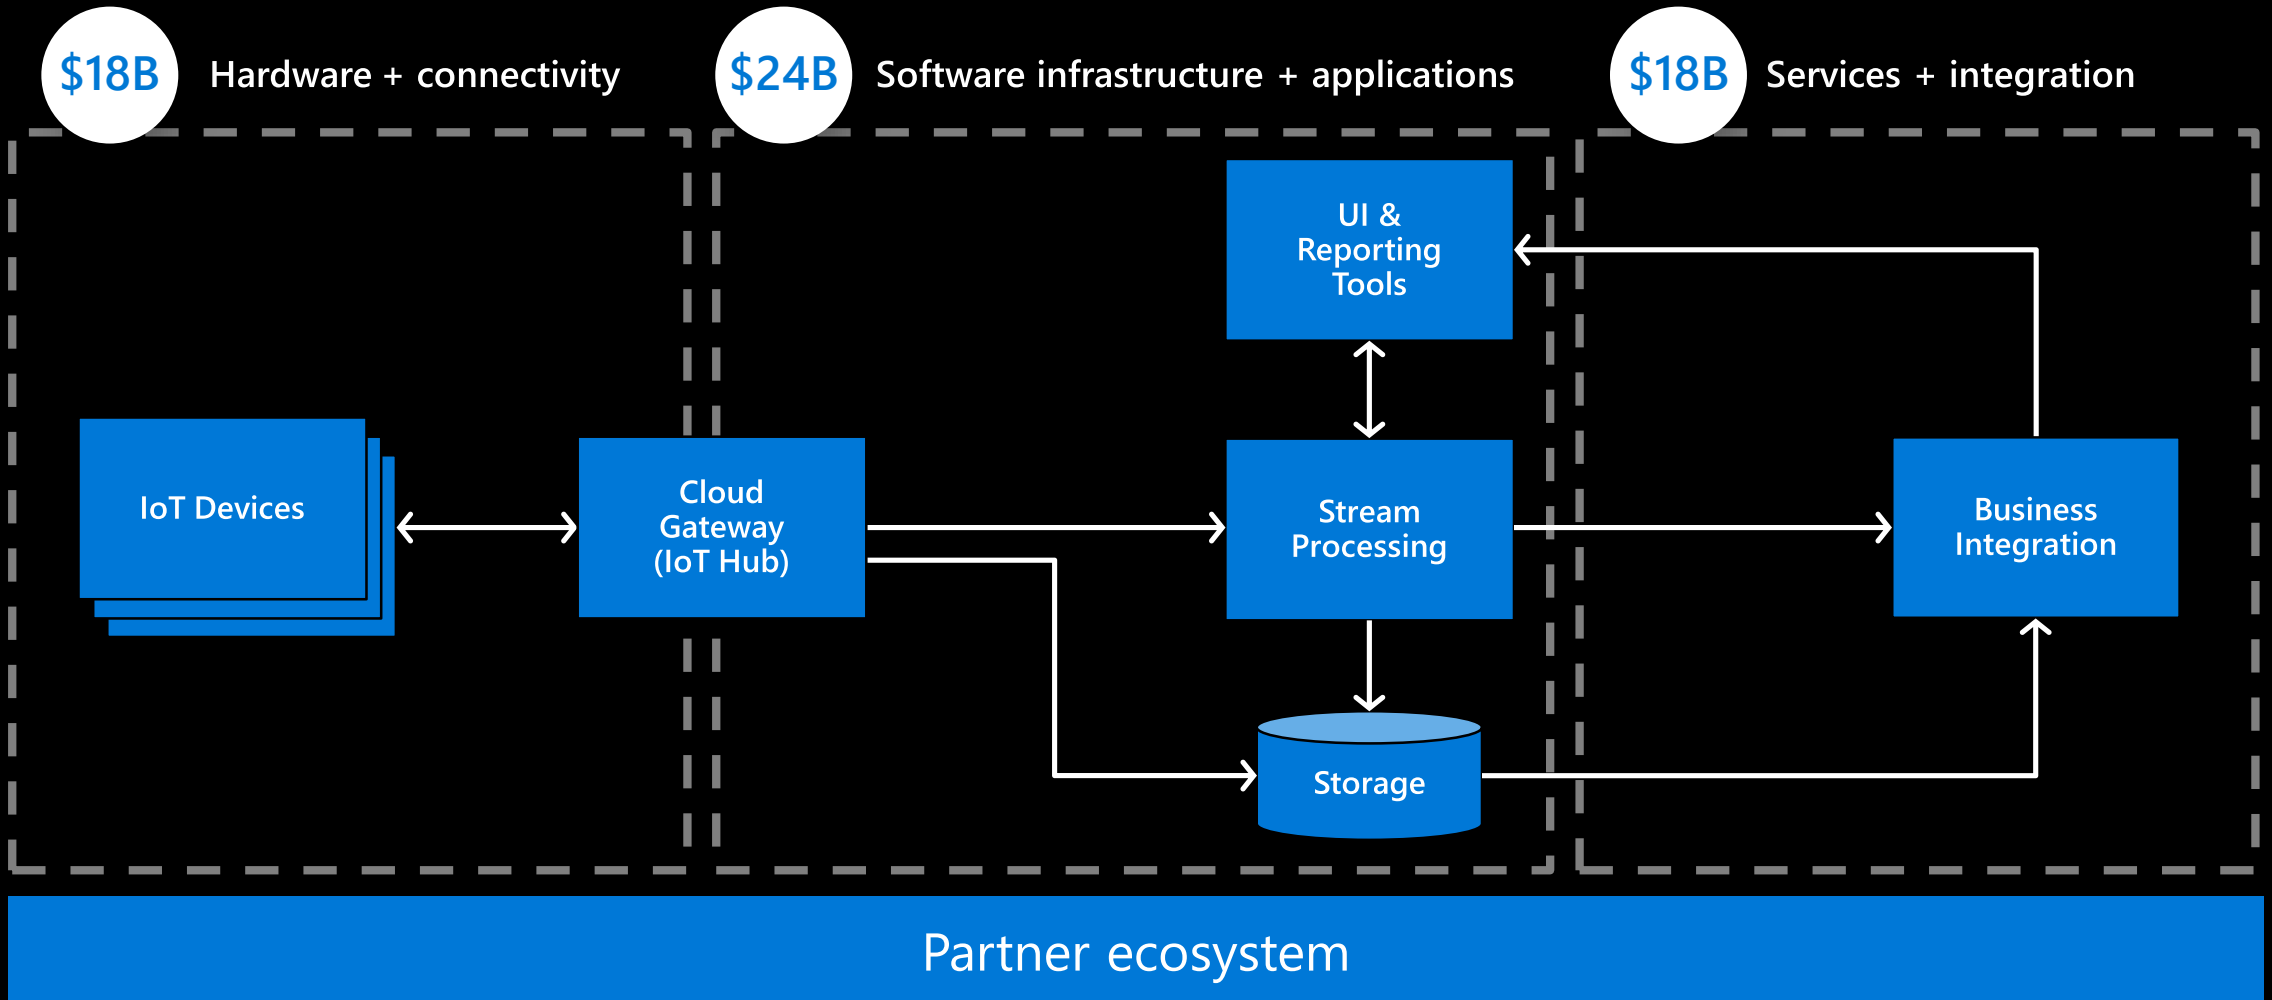 $18B
Hardware + connectivity
$24B
Software infrastructure + applications
$18B
Services + integration
UI &
Reporting
Tools
IoT Devices
Cloud
Gateway
(IoT Hub)
Stream
Processing
Business
Integration
Storage
Partner ecosystem